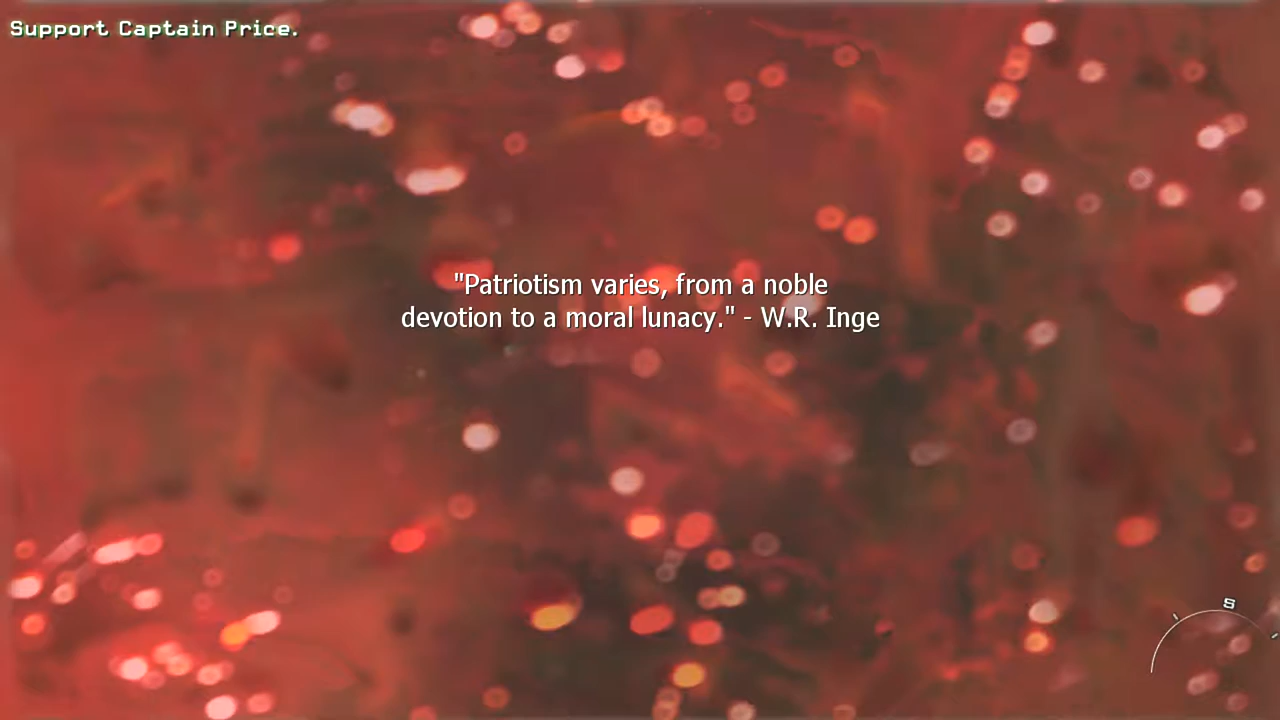 Support Captain Price.
"Patriotism varies, from a noble
devotion to a moral lunacy." - W.R. Inge
S